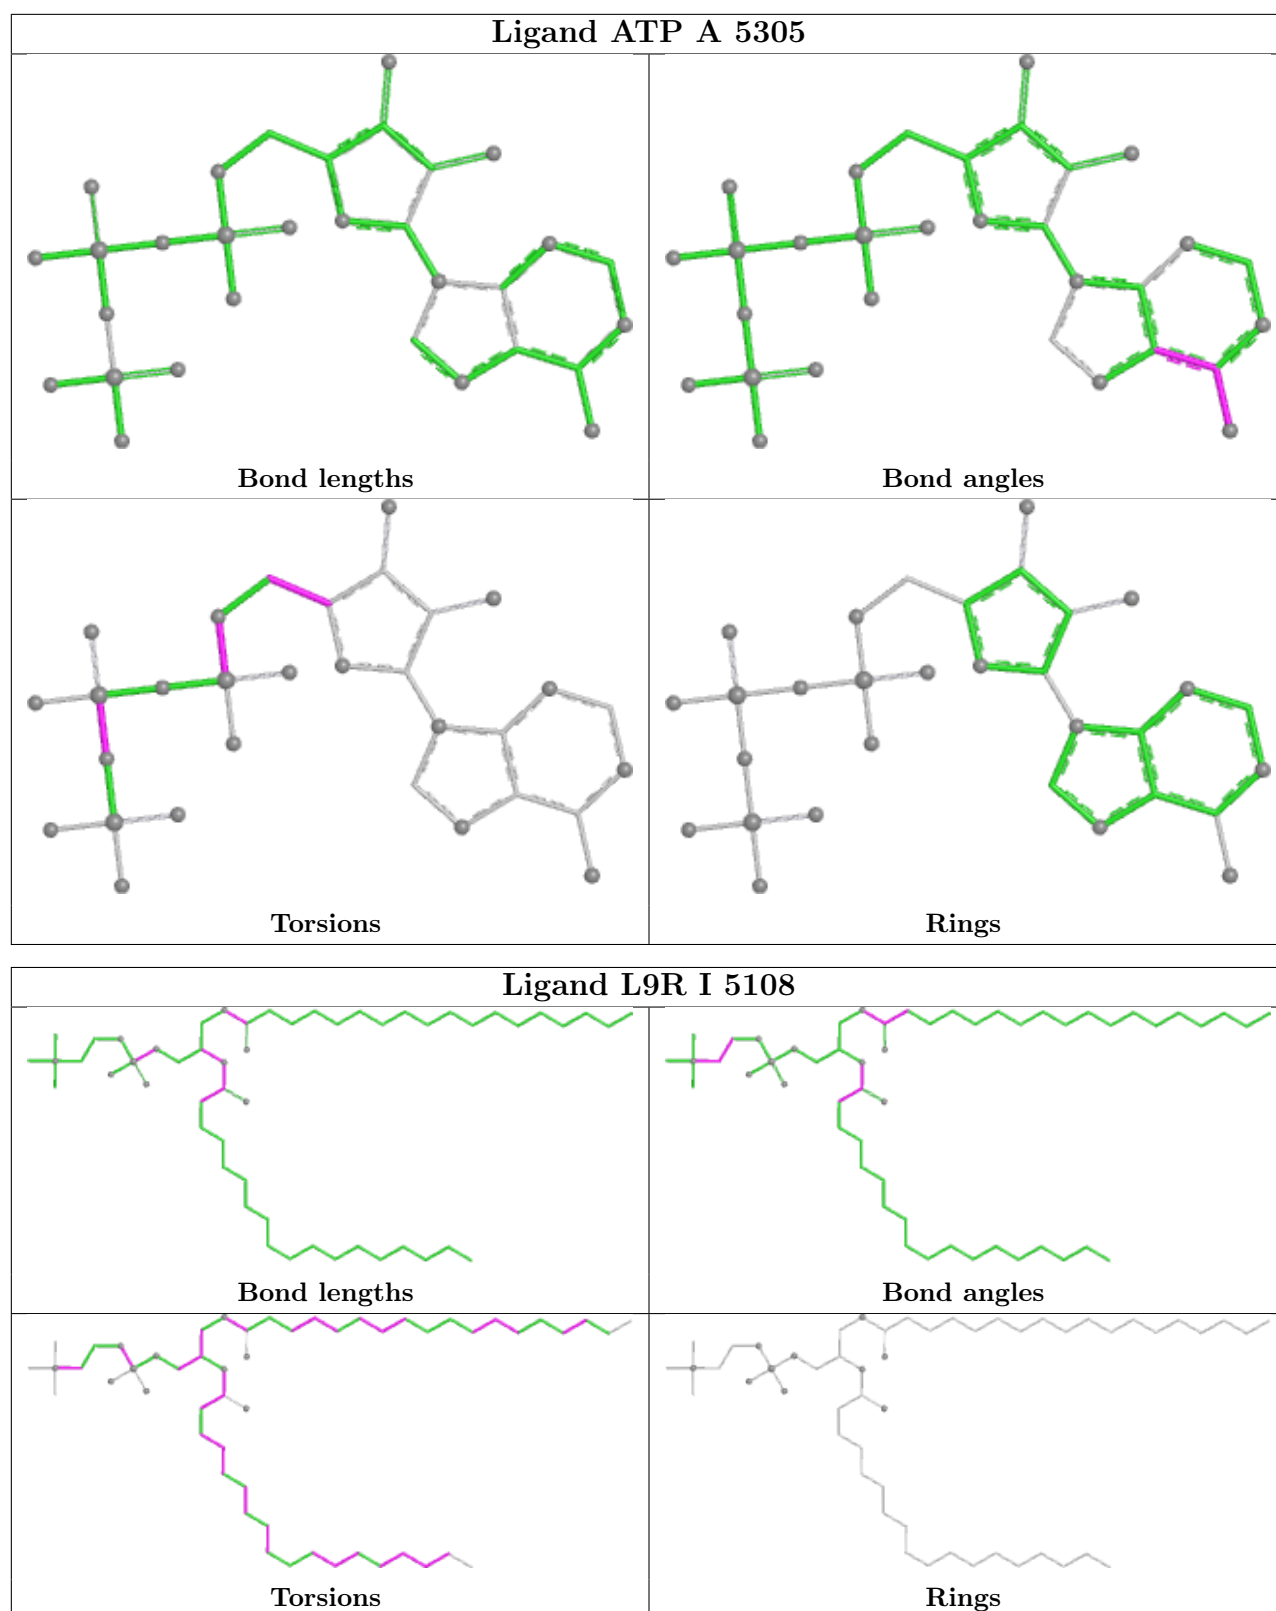 Ligand ATP A 5305
Bond lengths
Bond angles
Torsions
Rings
Ligand L9R I 5108
Bond lengths
Bond angles
Torsions
Rings